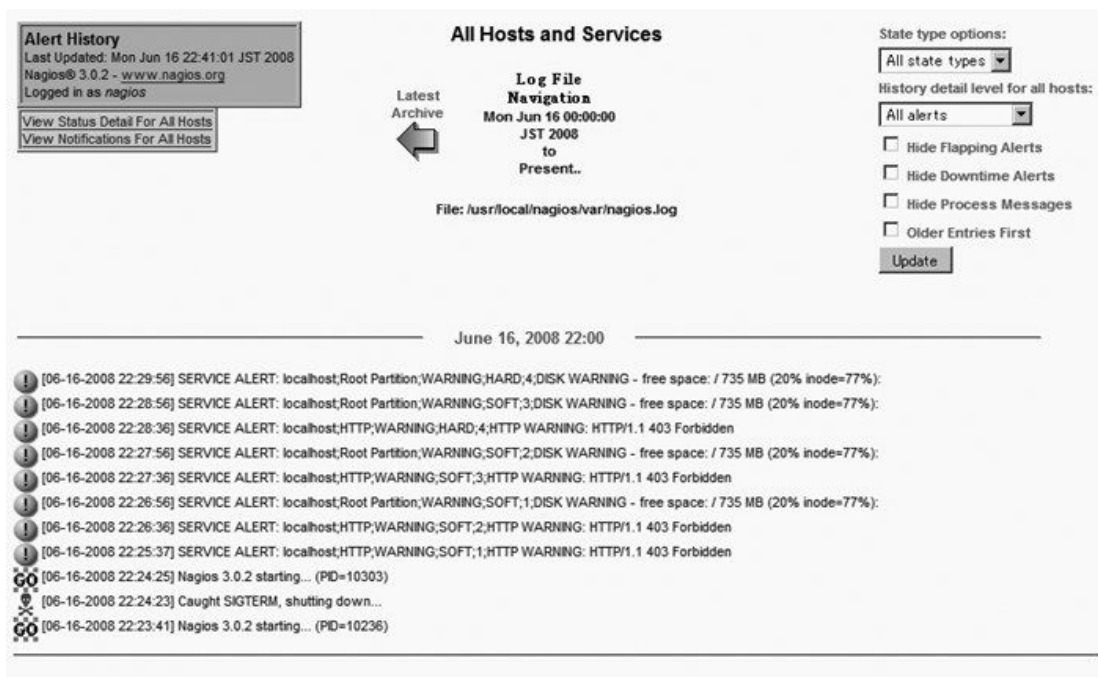 Alert History
Last Updated: Mon Jun 16 22:41:01 JST 2008
Nagios® 3.0.2 - www.nagios.org
Logged in as nagios
View Status Detail For All Hosts
View Notifications For All Hosts
All Hosts and Services
Latest
Archive
Log File
Navigation
Mon Jun 16 00:00:00
JST 2008
to
Present..
File: /usr/local/nagios/var/nagios.log
State type options:
All state types
History detail level for all hosts:
All alerts
Hide Flapping Alerts
Hide Downtime Alerts
Hide Process Messages
Older Entries First
Update
June 16, 2008 22:00
[06-16-2008 22:29:56] SERVICE ALERT: localhost;Root Partition;WARNING;HARD;4;DISK WARNING - free space: / 735 MB (20% inode=77%):
[06-16-2008 22:28:56] SERVICE ALERT: localhost;Root Partition;WARNING;SOFT;3;DISK WARNING - free space: / 735 MB (20% inode=77%):
[06-16-2008 22:28:36] SERVICE ALERT: localhost;HTTP;WARNING;HARD;4;HTTP WARNING: HTTP/1.1 403 Forbidden
[06-16-2008 22:27:56] SERVICE ALERT: localhost;Root Partition;WARNING;SOFT;2;DISK WARNING - free space: / 735 MB (20% inode=77%):
[06-16-2008 22:27:36] SERVICE ALERT: localhost;HTTP;WARNING;SOFT;3;HTTP WARNING: HTTP/1.1 403 Forbidden
[06-16-2008 22:26:56] SERVICE ALERT: localhost;Root Partition;WARNING;SOFT;1;DISK WARNING - free space: / 735 MB (20% inode=77%):
[06-16-2008 22:26:36] SERVICE ALERT: localhost;HTTP;WARNING;SOFT;2;HTTP WARNING: HTTP/1.1 403 Forbidden
[06-16-2008 22:25:37] SERVICE ALERT: localhost;HTTP;WARNING;SOFT;1;HTTP WARNING: HTTP/1.1 403 Forbidden
GO [06-16-2008 22:24:25] Nagios 3.0.2 starting... (PID=10303)
[06-16-2008 22:24:23] Caught SIGTERM, shutting down...
GO [06-16-2008 22:23:41] Nagios 3.0.2 starting... (PID=10236)